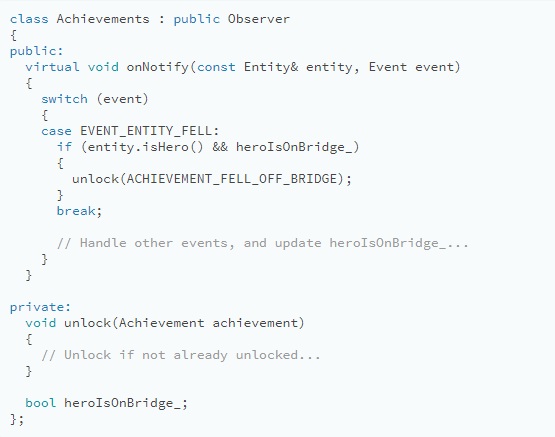 class Achievements : public Observer
{
public:
  virtual void onNotify(const Entity& entity, Event event)
  {
    switch (event)
    {
    case EVENT_ENTITY_FELL:
      if (entity.isHero() && heroIsOnBridge_)
      {
        unlock(ACHIEVEMENT_FELL_OFF_BRIDGE);
      }
      break;

      // Handle other events, and update heroIsOnBridge_...
    }
  }

private:
  void unlock(Achievement achievement)
  {
    // Unlock if not already unlocked...
  }

  bool heroIsOnBridge_;
};